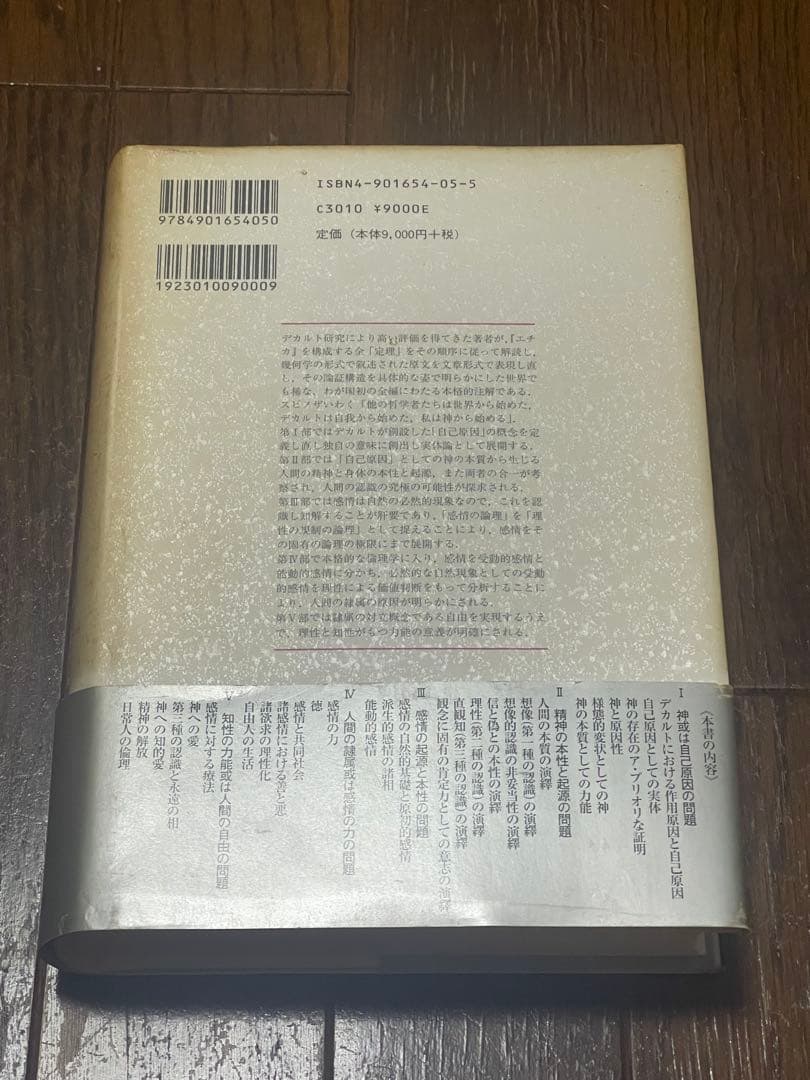 ISBN4-901654-05-5
C3010 ¥9000E
定価（本体9,000円+税）
9784901654050
1923010090009
デカルト研究により高い評価を得てきた著者が，『エチ
カ』を構成する全「定理」をその順序に従って解読し，
幾何学の形式で叙述された原文を文章形式で表現し直
し，その論証構造を具体的な姿で明らかにした世界で
も稀な，わが国初の全編にわたる本格的注解である．
スピノザいわく「他の哲学者たちは世界から始めた，
デカルトは自我から始めた，私は神から始める」．
第Ⅰ部ではデカルトが創設した「自己原因」の概念を定
義し直し独自の意味に創出し実体論として展開する．
第Ⅱ部では「自己原因」としての神の本質から生じる
人間の精神と身体の本性と起源，また両者の合一が考
察され，人間の認識の究極の可能性が探求される．
第Ⅲ部では感情は自然の必然的現象なので，これを認
識し知解することが肝要であり，「感情の論理」を「理
性の異制の論理」として捉えることにより，感情をそ
の固有の論理の極限にまで展開する．
第Ⅳ部で本格的な倫理学に入り，感情を受動的感情と
能動的感情に分かち，必然的な自然現象としての受動
的感情を理性による価値判断をもって分析することに
より，人間の隷属の原因が明らかにされる．
第Ⅴ部では隷属の対立概念である自由を実現するうえ
で，理性と知性がもつ力能の意義が明確にされる．
〈本書の内容〉
Ⅰ 神或は自己原因の問題
デカルトにおける作用原因と自己原因
自己原因としての実体
神の存在のア・プリオリな証明
神と原因性
様態的変状としての神
神の本質としての力能
Ⅱ 精神の本性と起源の問題
人間の本質の演繹
想像（第一種の認識）の演繹
想像的認識の非妥当性の演繹
信と偽との本性の演繹
理性（第二種の認識）の演繹
直観知（第三種の認識）の演繹
観念に固有の肯定力としての意志の演繹
Ⅲ 感情の起源と本性の問題
感情の自然的基礎と原初的感情
派生的感情の諸相
能動的感情
Ⅳ 人間の隷属或は感情の力の問題
感情の力
徳
感情と共同社会
諸感情における善と悪
諸欲求の理性化
自由人の生活
Ⅴ 知性の力能或は人間の自由の問題
感情に対する療法
神への愛
第三種の認識と永遠の相
神への知的愛
精神の解放
日常人の倫理